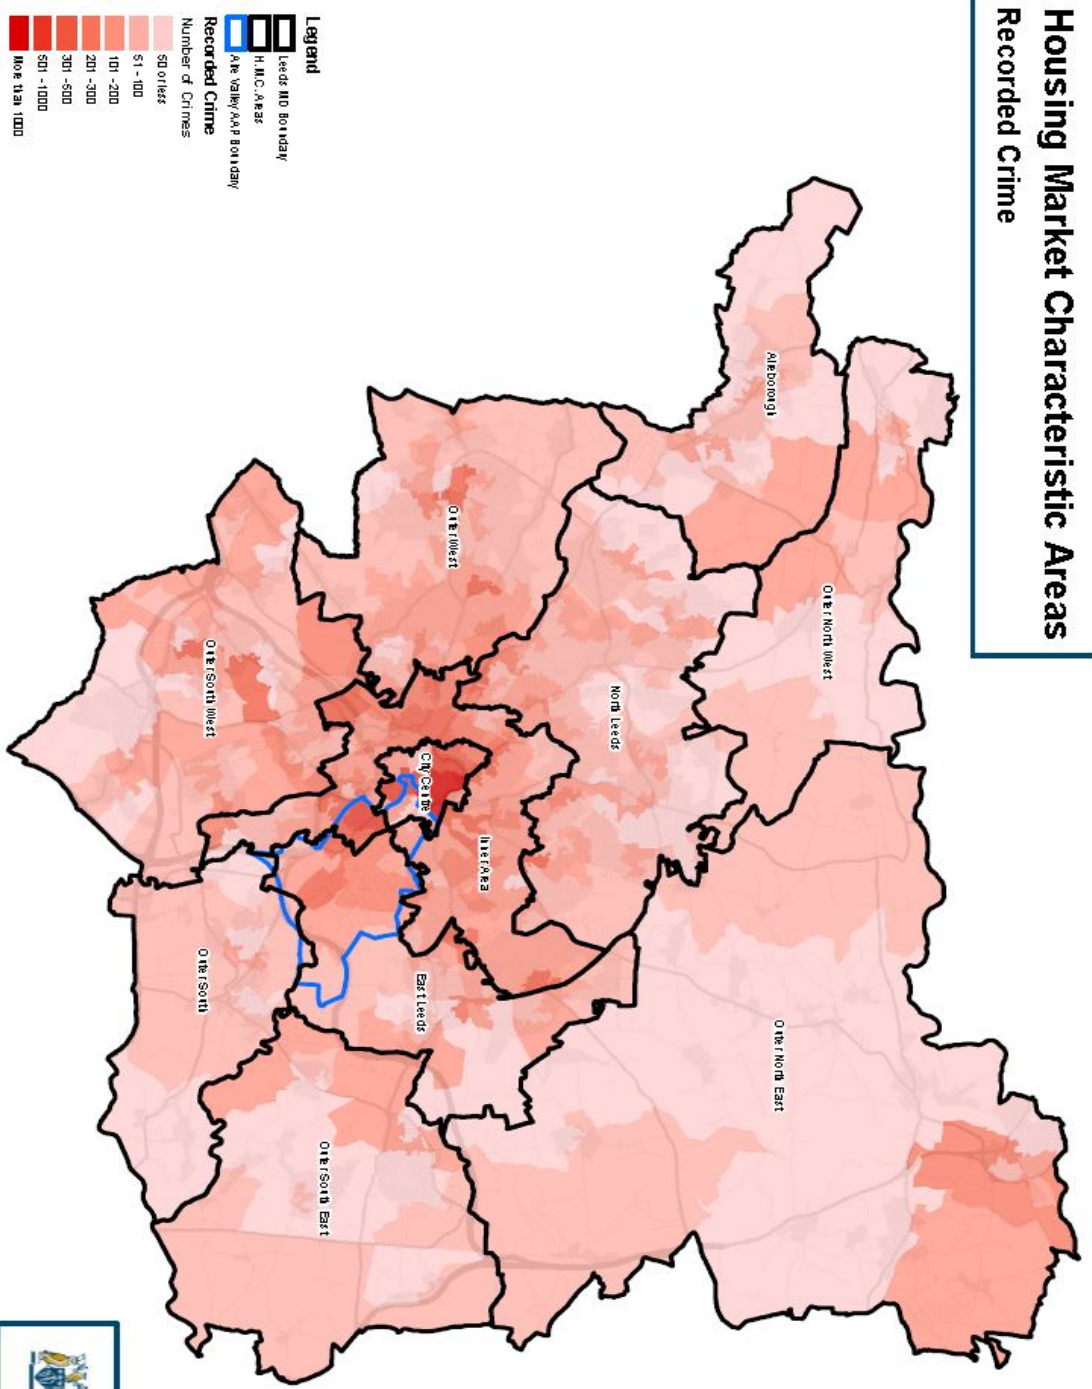 Housing Market Characteristic Areas
Recorded Crime
Legend
Leeds MD Boundary
H.M.C. Areas
Aire Valley AAP Boundary
Recorded Crime
Number of Crimes
50 or less
51 - 100
101 - 200
201 - 300
301 - 500
501 - 1000
More than 1000
Aireborough
Outer North West
Outer West
North Leeds
Outer South West
City Centre
Inner Area
Outer South
East Leeds
Outer North East
Outer South East